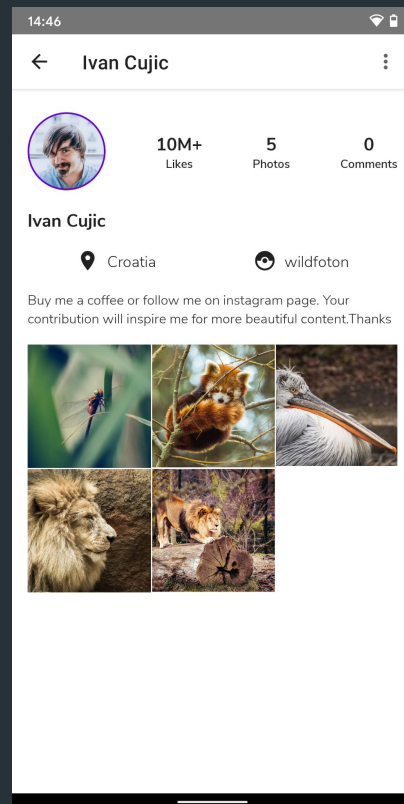 14:46
Ivan Cujic
10M+ 5 0
Likes Photos Comments
Ivan Cujic
Croatia wildfoton
Buy me a coffee or follow me on instagram page. Your
contribution will inspire me for more beautiful content.Thanks